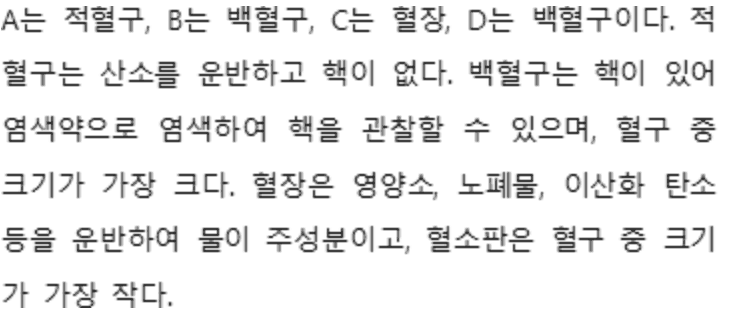 A는 적혈구, B는 백혈구, C는 혈장, D는 백혈구이다. 적
혈구는 산소를 운반하고 핵이 없다. 백혈구는 핵이 있어
염색약으로 염색하여 핵을 관찰할 수 있으며, 혈구 중
크기가 가장 크다. 혈장은 영양소, 노폐물, 이산화 탄소
등을 운반하여 물이 주성분이고, 혈소판은 혈구 중 크기
가 가장 작다.